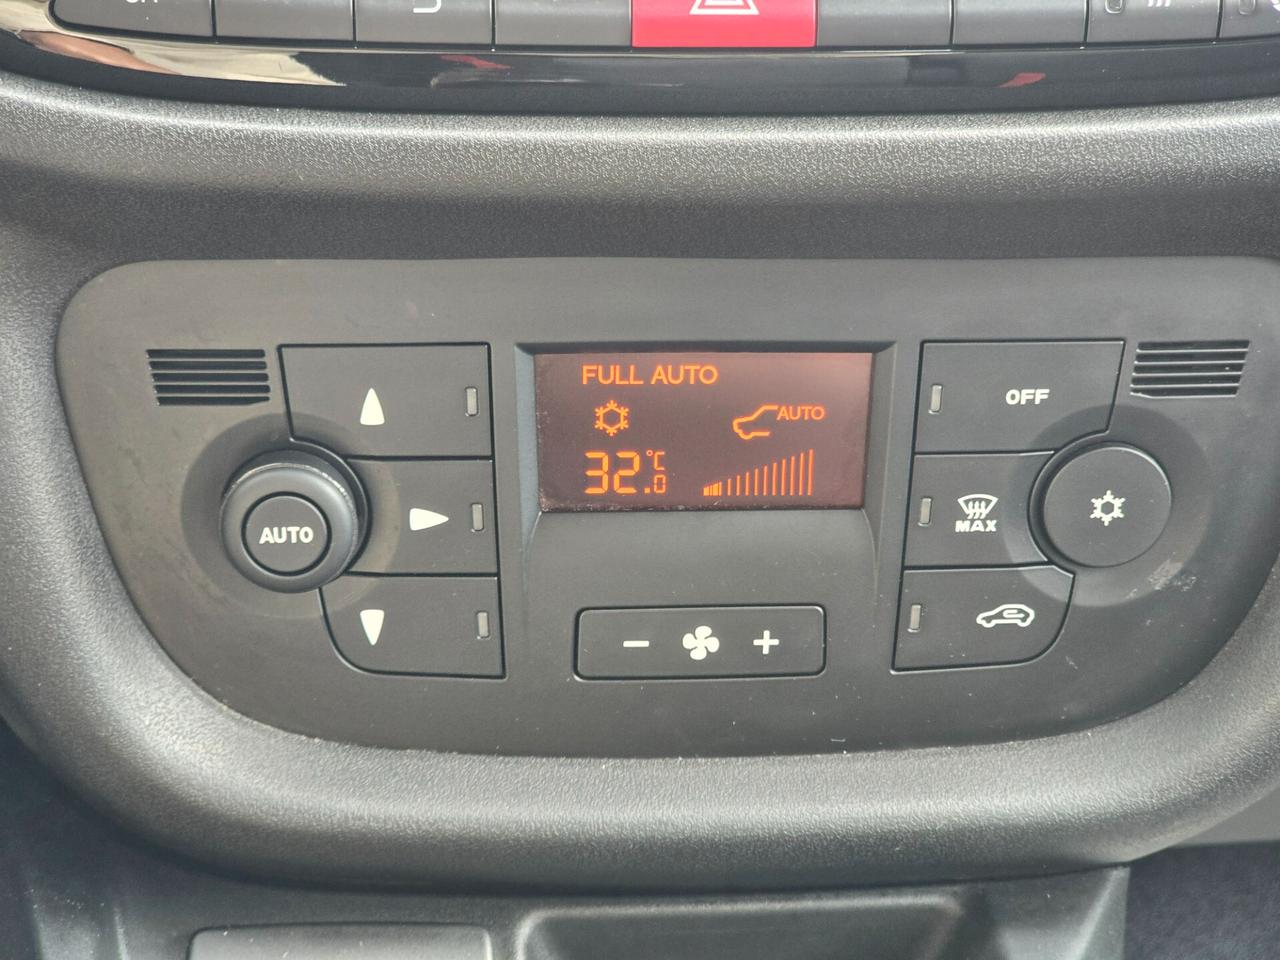 FULL AUTO
AUTO
32.0 °C
OFF
AUTO
MAX
- +